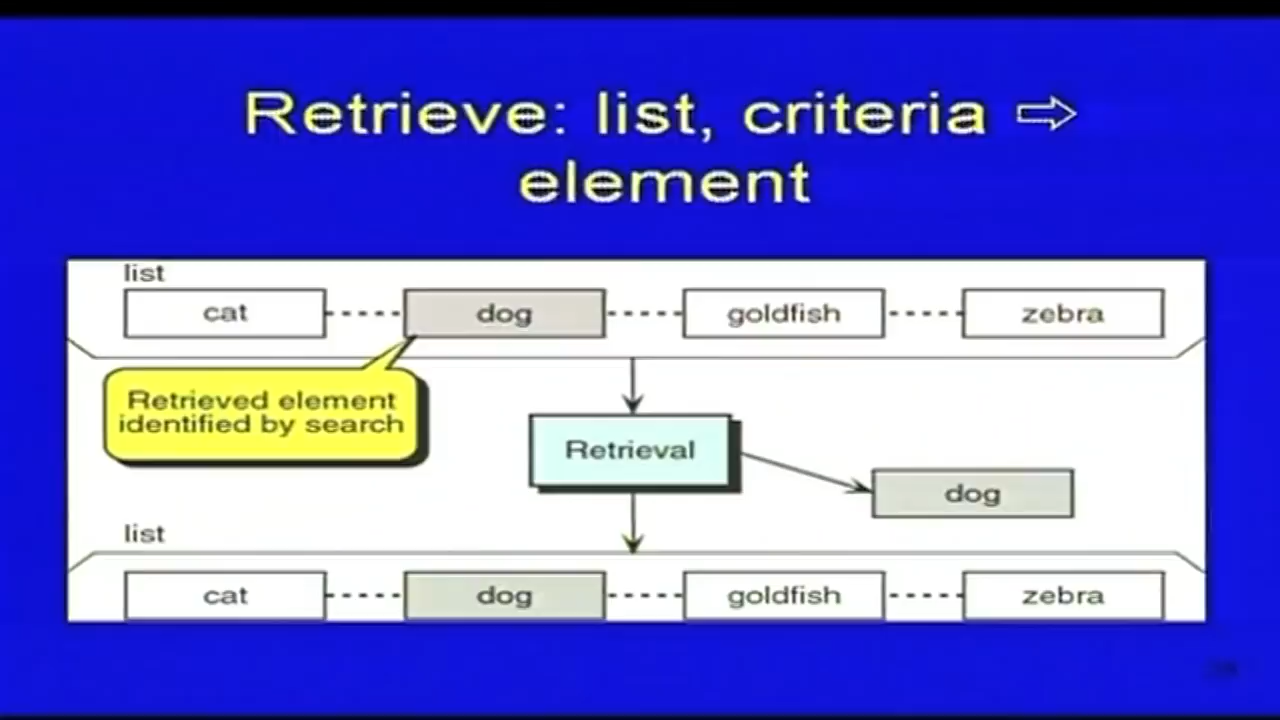 Retrieve: list, criteria ⇨
element
list
cat dog goldfish zebra
Retrieved element
identified by search
Retrieval
dog
list
cat dog goldfish zebra